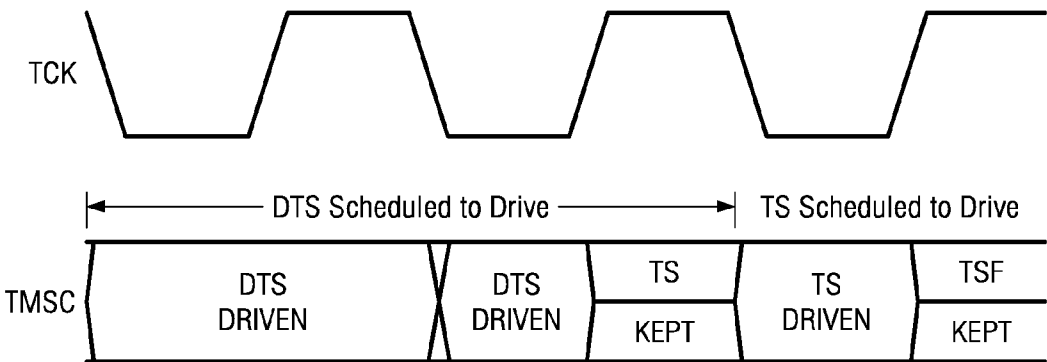 TCK
DTS Scheduled to Drive
TS Scheduled to Drive
TMSC
DTS
DRIVEN
DTS
DRIVEN
TS
KEPT
TS
DRIVEN
TSF
KEPT